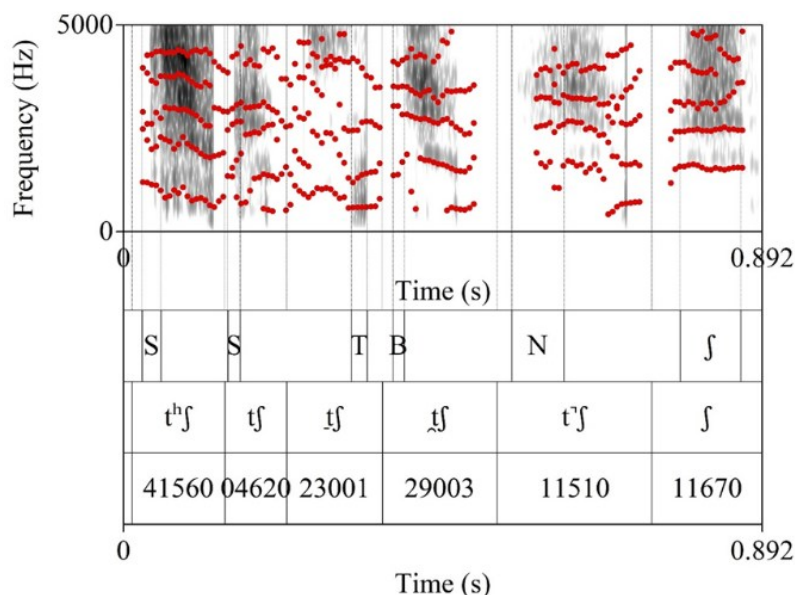 5000
Frequency (Hz)
0
0 0.892
Time (s)
S S T B N ʃ
tʰʃ tʃ t̠ʃ t̯ʃ t̚ʃ ʃ
41560 04620 23001 29003 11510 11670
0 0.892
Time (s)